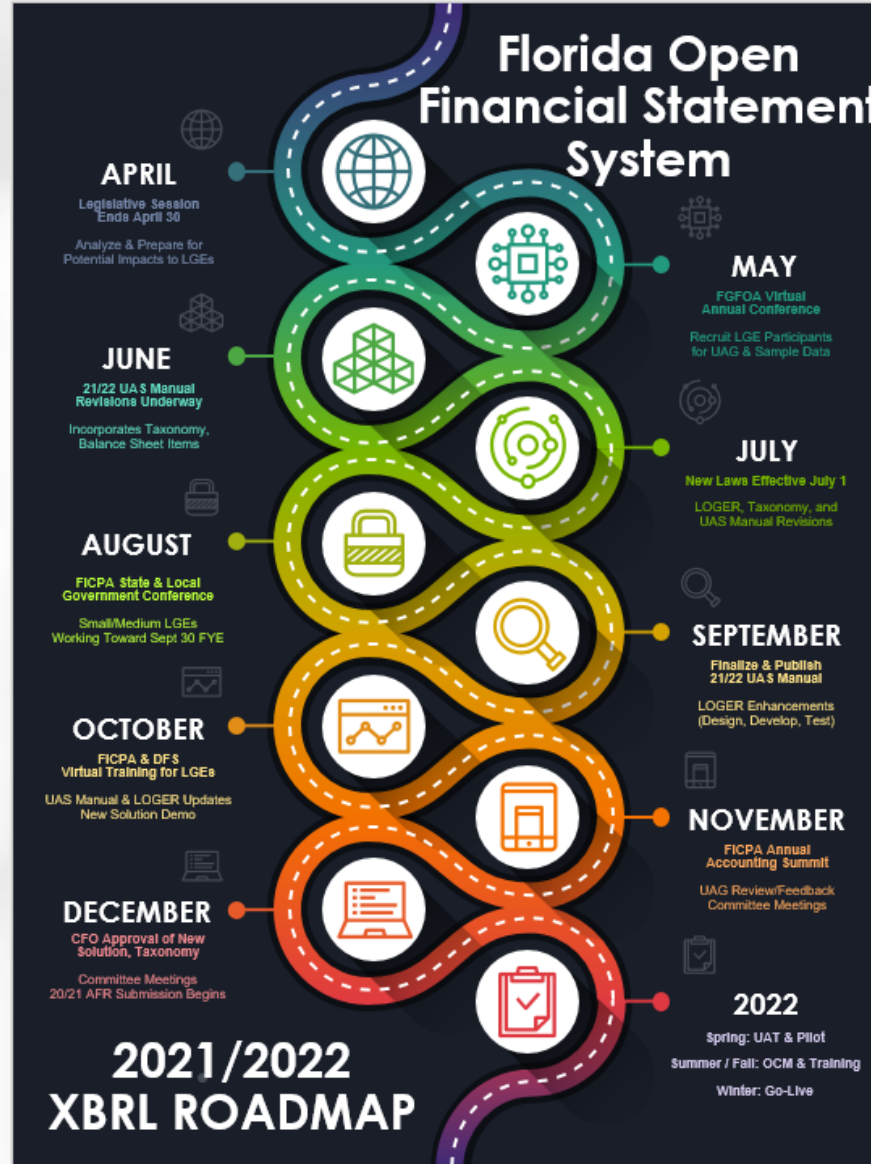 Florida Open
Financial Statement
System
APRIL
Legislative Session
Ends April 30
Analyze & Prepare for
Potential Impacts to LGEs
MAY
FGFOA Virtual
Annual Conference
Recruit LGE Participants
for UAG & Sample Data
JUNE
21/22 UAS Manual
Revisions Underway
Incorporates Taxonomy,
Balance Sheet Items
JULY
New Laws Effective July 1
LOGER, Taxonomy, and
UAS Manual Revisions
AUGUST
FICPA State & Local
Government Conference
Small/Medium LGEs
Working Toward Sept 30 FYE
SEPTEMBER
Finalize & Publish
21/22 UAS Manual
LOGER Enhancements
(Design, Develop, Test)
OCTOBER
FICPA & DFS
Virtual Training for LGEs
UAS Manual & LOGER Updates
New Solution Demo
NOVEMBER
FICPA Annual
Accounting Summit
UAG Review/Feedback
Committee Meetings
DECEMBER
CFO Approval of New
Solution, Taxonomy
Committee Meetings
20/21 AFR Submission Begins
2022
Spring: UAT & Pilot
Summer / Fall: OCM & Training
Winter: Go-Live
2021/2022
XBRL ROADMAP